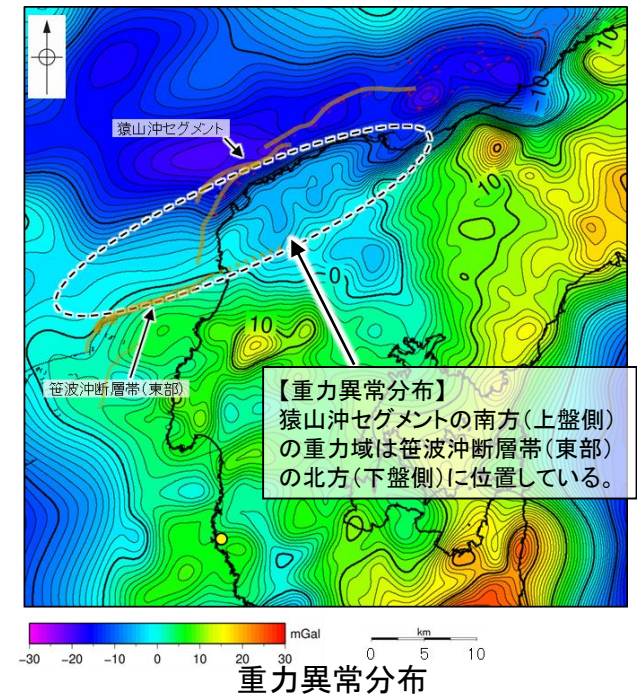 10
-10
猿山沖セグメント
10
0
10
笹波沖断層帯(東部)
【重力異常分布】
猿山沖セグメントの南方(上盤側)
の重力域は笹波沖断層帯(東部)
の北方(下盤側)に位置している。
mGal
-30 -20 -10 0 10 20 30
km
0 5 10
重力異常分布